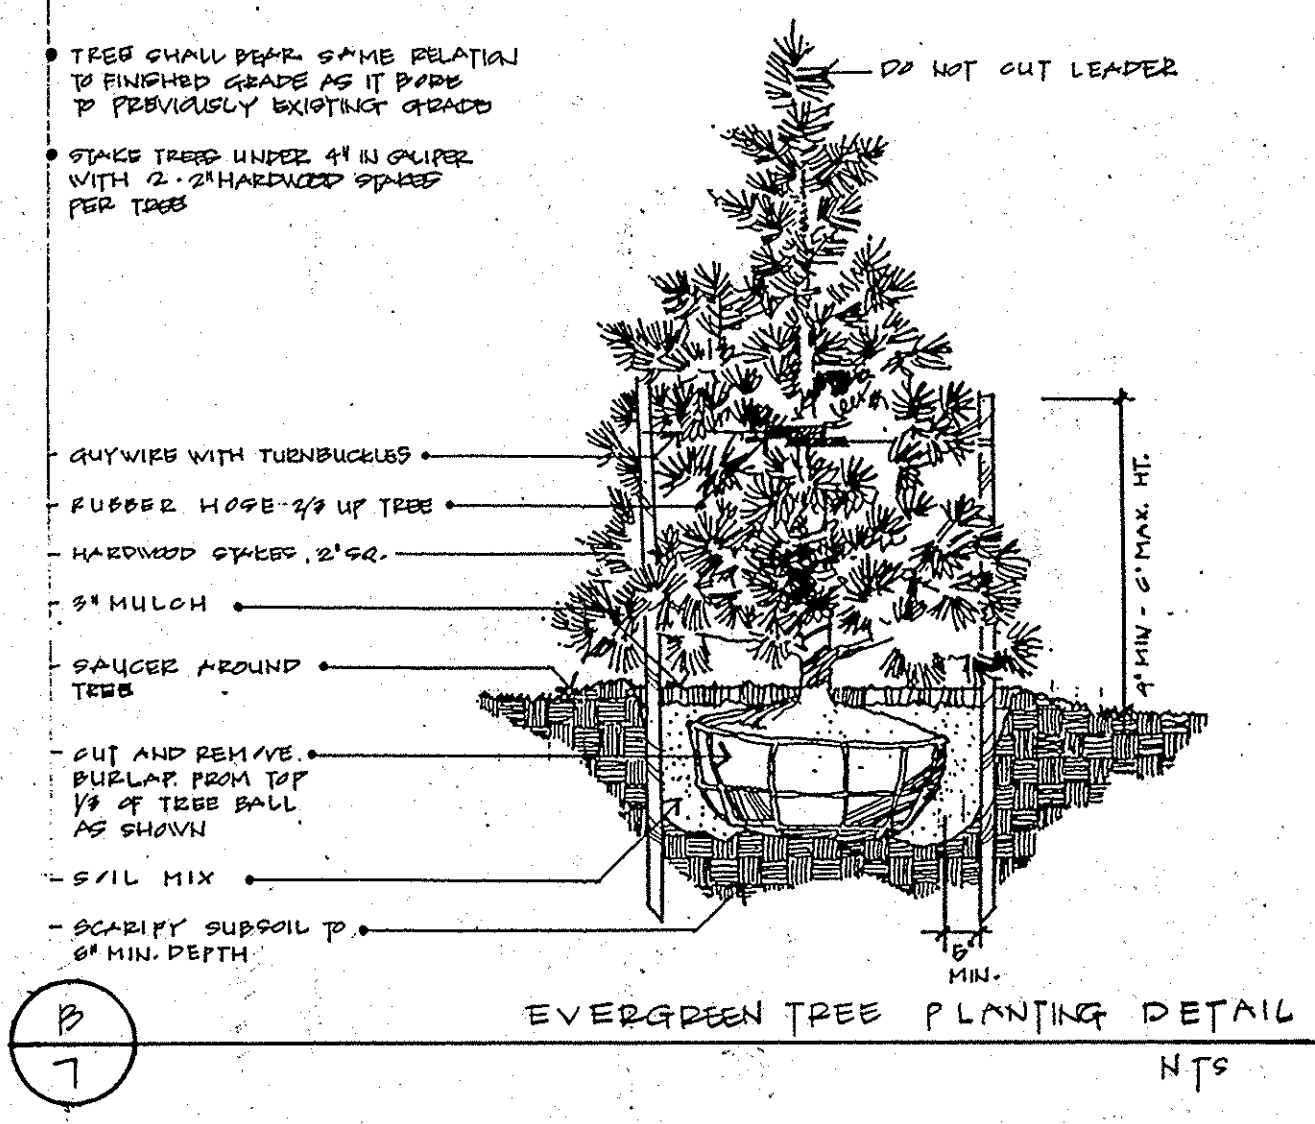 • TREE SHALL BEAR SAME RELATION
TO FINISHED GRADE AS IT BORE
TO PREVIOUSLY EXISTING GRADE
• STAKE TREES UNDER 4" IN CALIPER
WITH 2 - 2" HARDWOOD STAKES
PER TREE
DO NOT CUT LEADER
- GUYWIRE WITH TURNBUCKLES
- RUBBER HOSE - 2/3 UP TREE
- HARDWOOD STAKES, 2" SQ.
- 3" MULCH
- SAUCER AROUND
TREE
- CUT AND REMOVE
BURLAP FROM TOP
1/3 OF TREE BALL
AS SHOWN
- SOIL MIX
- SCARIFY SUBSOIL TO
6" MIN. DEPTH
4' MIN - 6' MAX. HT.
MIN.
B
7
EVERGREEN TREE PLANTING DETAIL
NTS